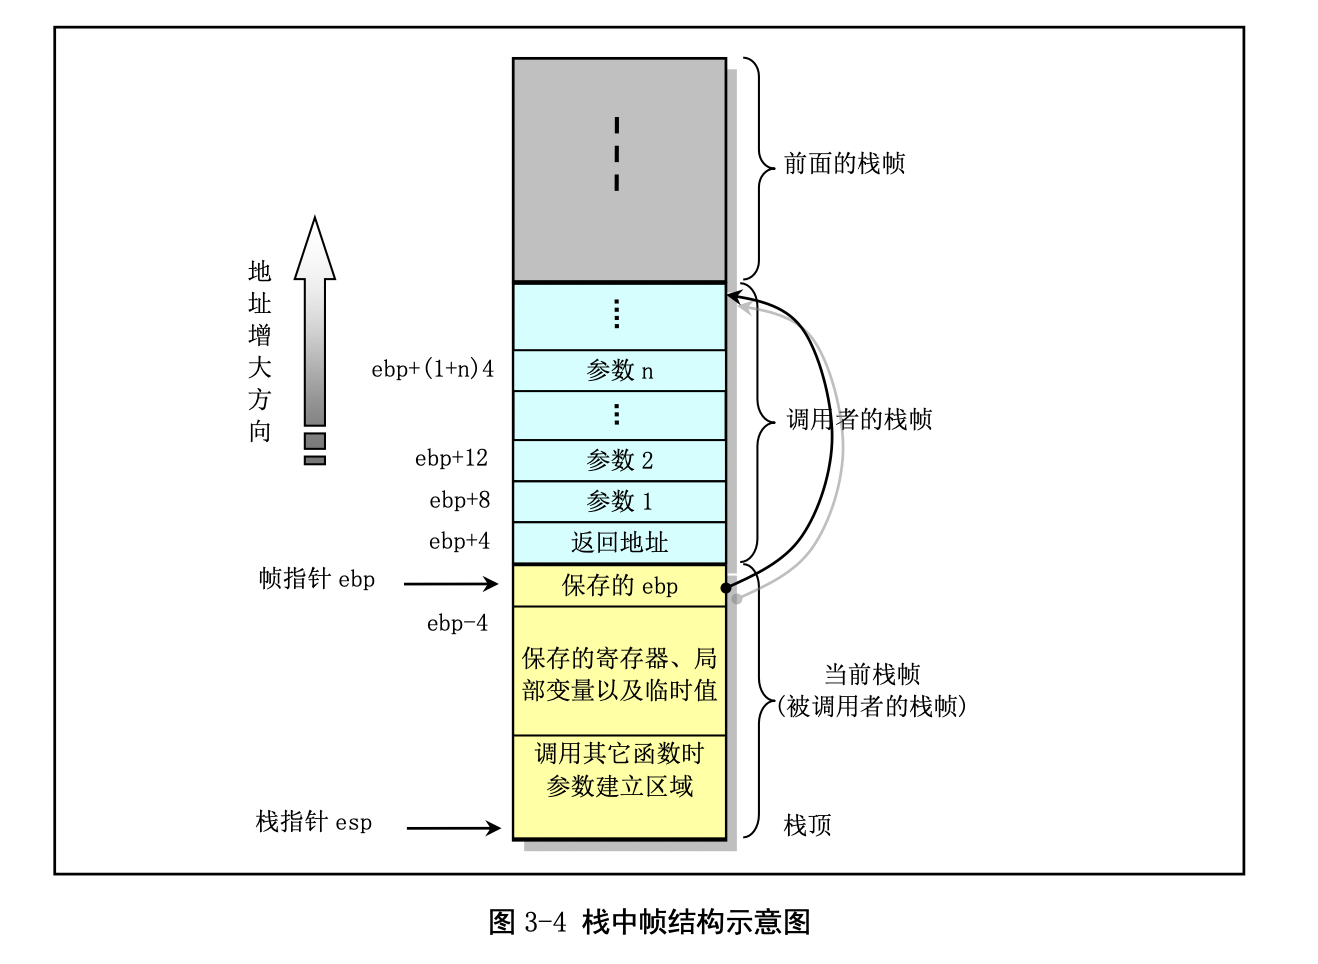 前面的栈帧
地址增大方向
ebp+(1+n)4
参数 n
调用者的栈帧
ebp+12
参数 2
ebp+8
参数 1
ebp+4
返回地址
帧指针 ebp
保存的 ebp
ebp-4
保存的寄存器、局
部变量以及临时值
当前栈帧
(被调用者的栈帧)
调用其它函数时
参数建立区域
栈指针 esp
栈顶
图 3-4 栈中帧结构示意图